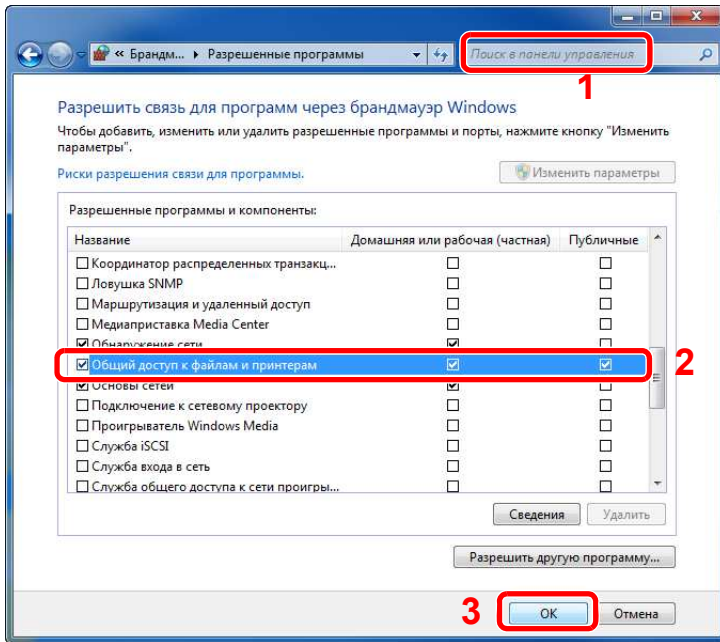 « Брандм... ▸ Разрешенные программы
Поиск в панели управления
1
Разрешить связь для программ через брандмауэр Windows
Чтобы добавить, изменить или удалить разрешенные программы и порты, нажмите кнопку "Изменить
параметры".
Риски разрешения связи для программы.
Изменить параметры
Разрешенные программы и компоненты:
Название Домашняя или рабочая (частная) Публичные
Координатор распределенных транзакц...
Ловушка SNMP
Маршрутизация и удаленный доступ
Медиаприставка Media Center
Обнаружение сети
Общий доступ к файлам и принтерам
2
Основы сетей
Подключение к сетевому проектору
Проигрыватель Windows Media
Служба iSCSI
Служба входа в сеть
Служба общего доступа к сети проигры...
Сведения Удалить
Разрешить другую программу...
3 OK Отмена